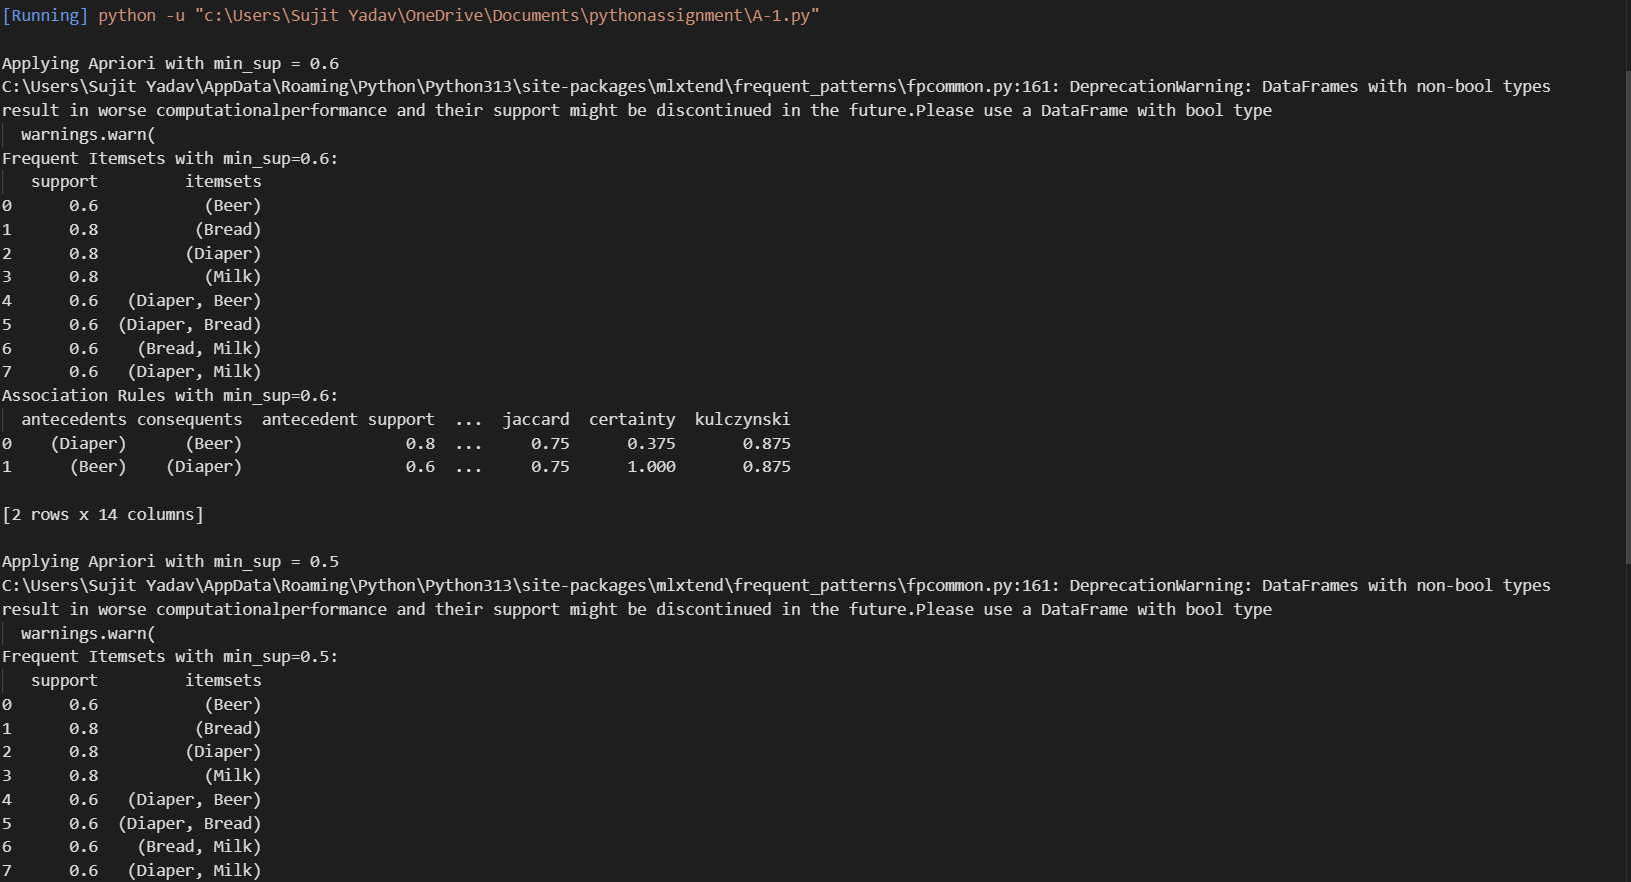 [Running] python -u "c:\Users\Sujit Yadav\OneDrive\Documents\pythonassignment\A-1.py"

Applying Apriori with min_sup = 0.6
C:\Users\Sujit Yadav\AppData\Roaming\Python\Python313\site-packages\mlxtend\frequent_patterns\fpcommon.py:161: DeprecationWarning: DataFrames with non-bool types
result in worse computationalperformance and their support might be discontinued in the future.Please use a DataFrame with bool type
  warnings.warn(
Frequent Itemsets with min_sup=0.6:
   support         itemsets
0      0.6           (Beer)
1      0.8          (Bread)
2      0.8         (Diaper)
3      0.8           (Milk)
4      0.6   (Diaper, Beer)
5      0.6  (Diaper, Bread)
6      0.6    (Bread, Milk)
7      0.6   (Diaper, Milk)
Association Rules with min_sup=0.6:
  antecedents consequents  antecedent support  ...  jaccard  certainty  kulczynski
0    (Diaper)      (Beer)                 0.8  ...     0.75      0.375       0.875
1      (Beer)    (Diaper)                 0.6  ...     0.75      1.000       0.875

[2 rows x 14 columns]

Applying Apriori with min_sup = 0.5
C:\Users\Sujit Yadav\AppData\Roaming\Python\Python313\site-packages\mlxtend\frequent_patterns\fpcommon.py:161: DeprecationWarning: DataFrames with non-bool types
result in worse computationalperformance and their support might be discontinued in the future.Please use a DataFrame with bool type
  warnings.warn(
Frequent Itemsets with min_sup=0.5:
   support         itemsets
0      0.6           (Beer)
1      0.8          (Bread)
2      0.8         (Diaper)
3      0.8           (Milk)
4      0.6   (Diaper, Beer)
5      0.6  (Diaper, Bread)
6      0.6    (Bread, Milk)
7      0.6   (Diaper, Milk)